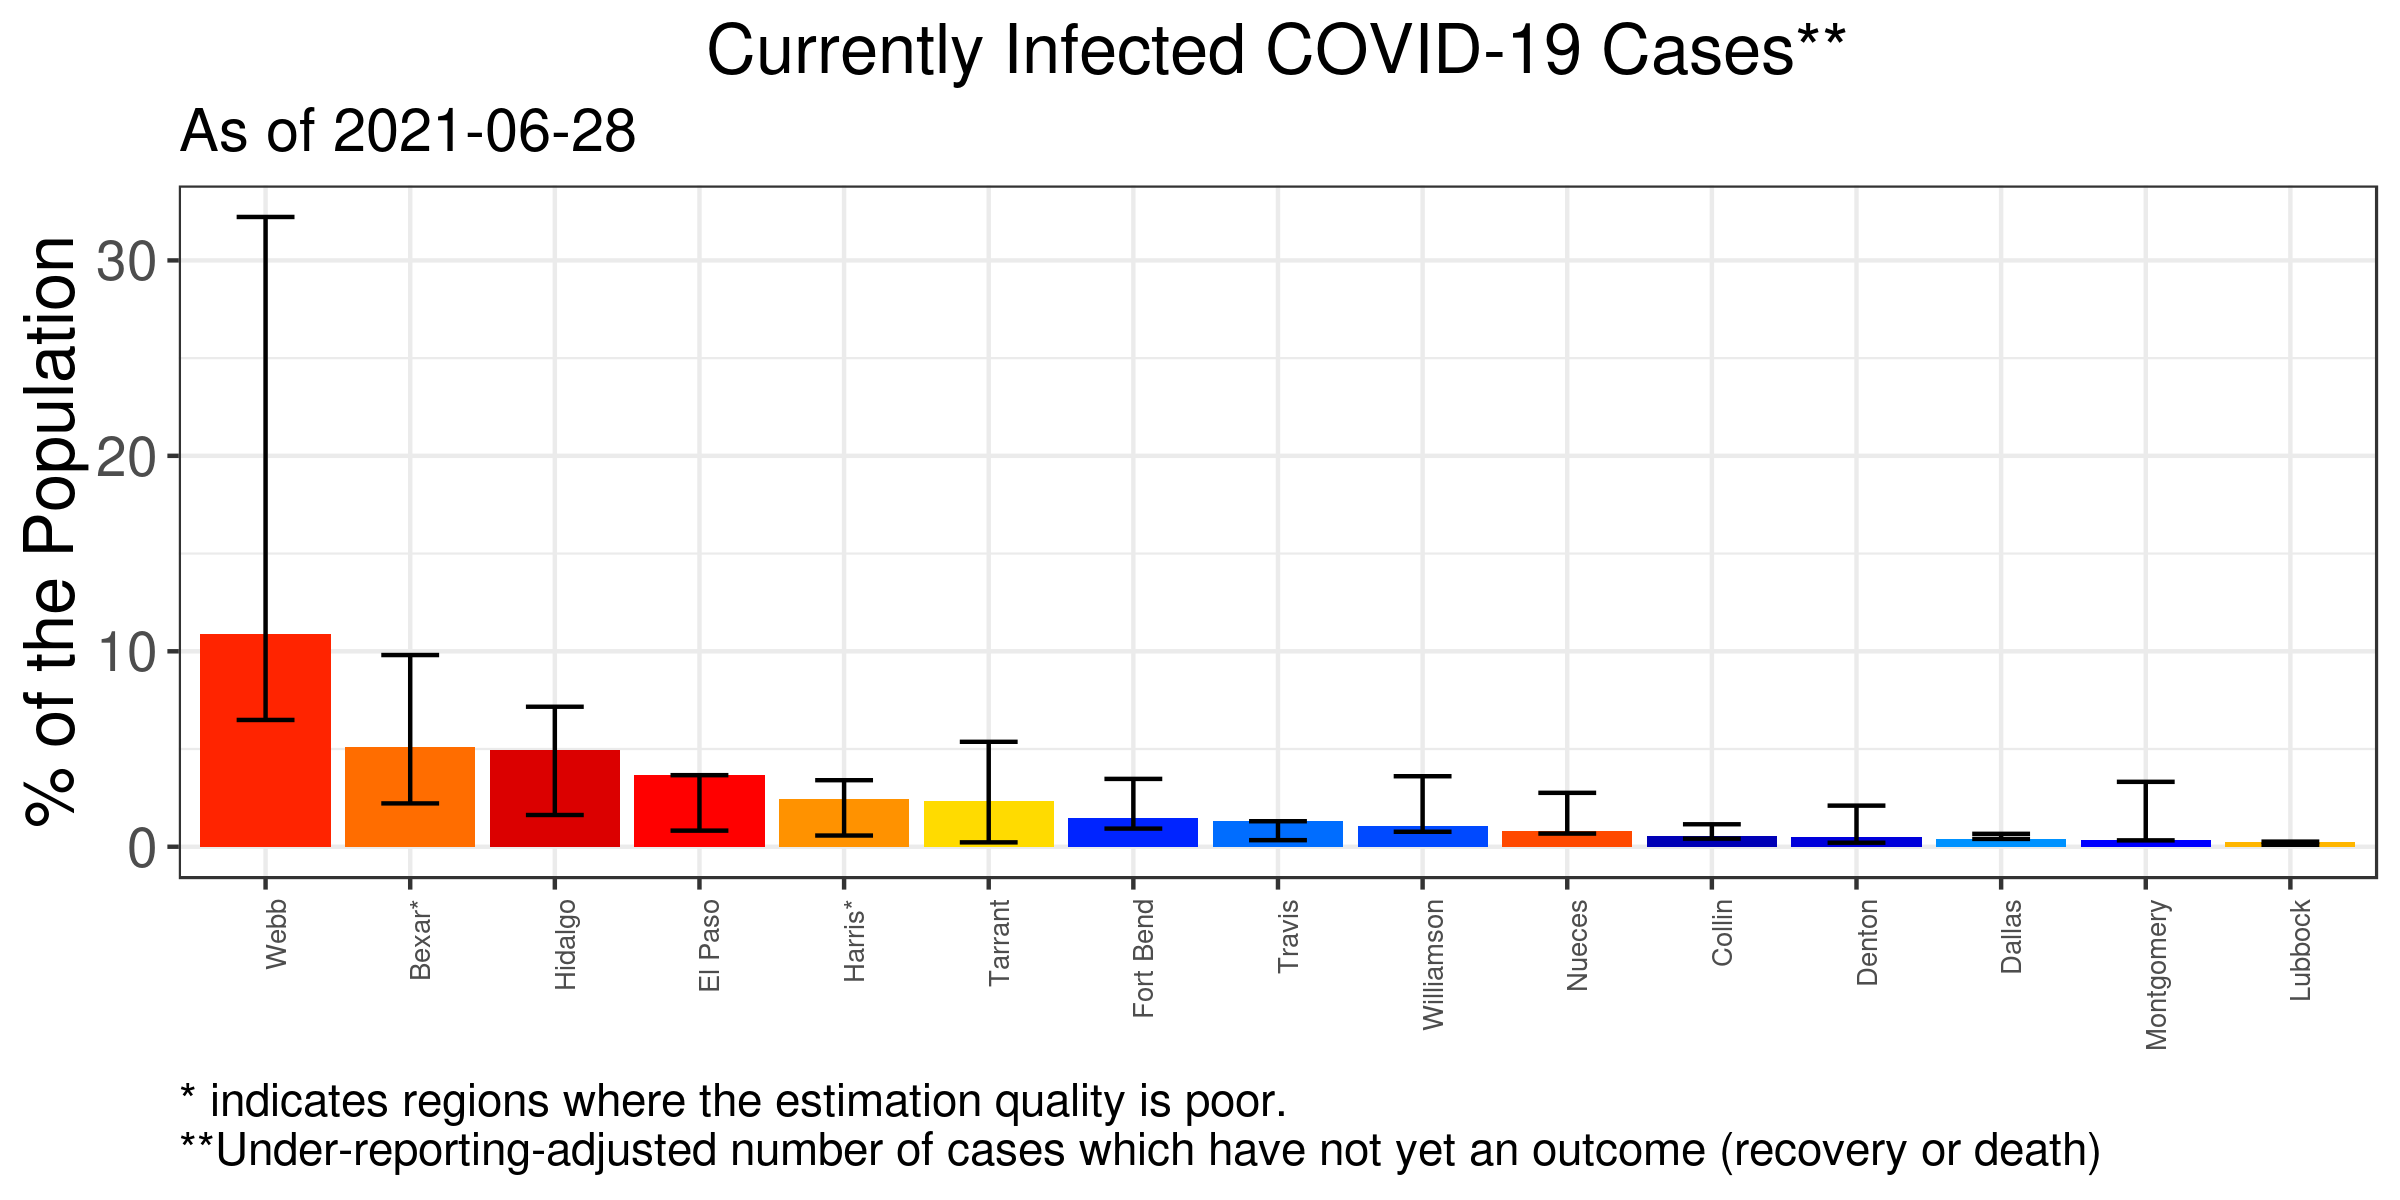 Currently Infected COVID-19 Cases**
As of 2021-06-28
% of the Population
30
20
10
0
Webb
Bexar*
Hidalgo
El Paso
Harris*
Tarrant
Fort Bend
Travis
Williamson
Nueces
Collin
Denton
Dallas
Montgomery
Lubbock
* indicates regions where the estimation quality is poor.
**Under-reporting-adjusted number of cases which have not yet an outcome (recovery or death)